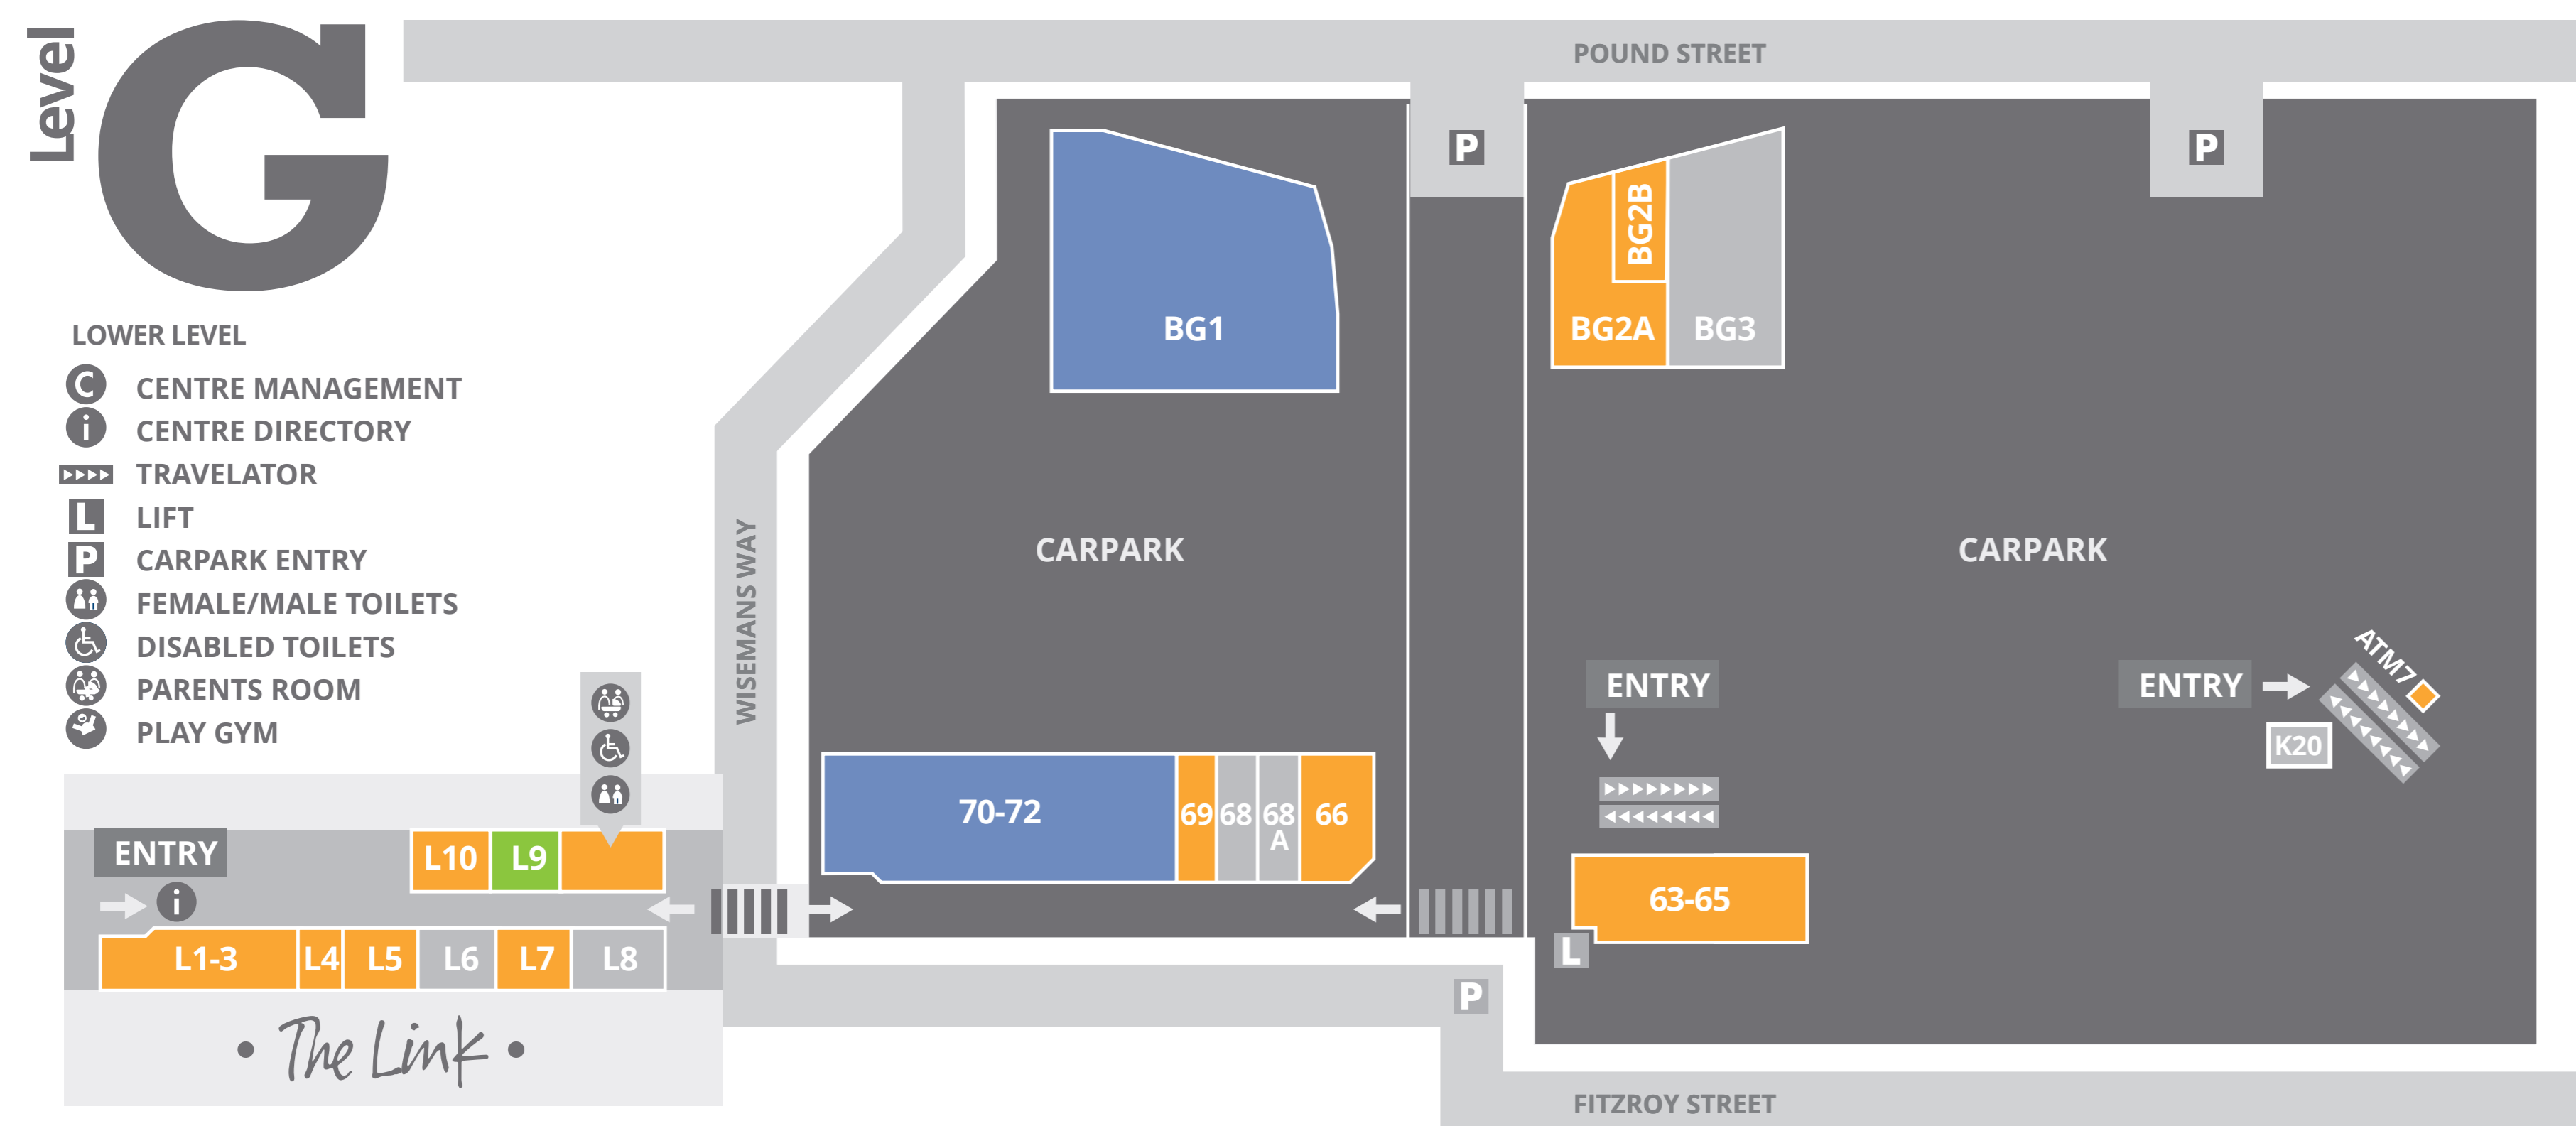 Level
G
LOWER LEVEL
C CENTRE MANAGEMENT
i CENTRE DIRECTORY
TRAVELATOR
L LIFT
P CARPARK ENTRY
FEMALE/MALE TOILETS
DISABLED TOILETS
PARENTS ROOM
PLAY GYM
POUND STREET
P
P
BG1
BG2B
BG2A
BG3
WISEMANS WAY
CARPARK
CARPARK
ENTRY
ENTRY
ATM7
K20
70-72
69
68
68
A
66
63-65
L
P
ENTRY
i
L10
L9
L1-3
L4
L5
L6
L7
L8
• The Link •
FITZROY STREET